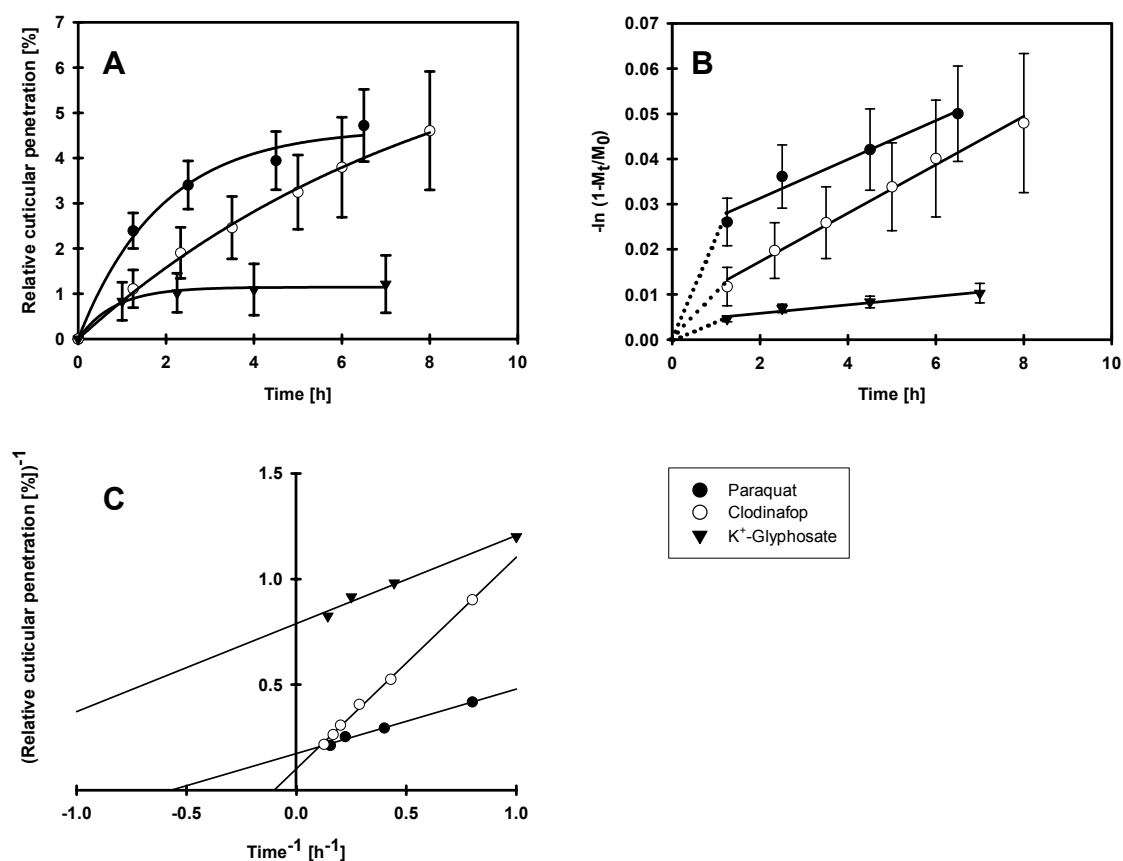 A
Relative cuticular penetration [%]
7
6
5
4
3
2
1
0
0 2 4 6 8 10
Time [h]
B
-ln (1-Mt/M0)
0.07
0.06
0.05
0.04
0.03
0.02
0.01
0.00
0 2 4 6 8 10
Time [h]
C
(Relative cuticular penetration [%])-1
1.5
1.0
0.5
-1.0 -0.5 0.0 0.5 1.0
Time-1 [h-1]
Paraquat
Clodinafop
K+-Glyphosate